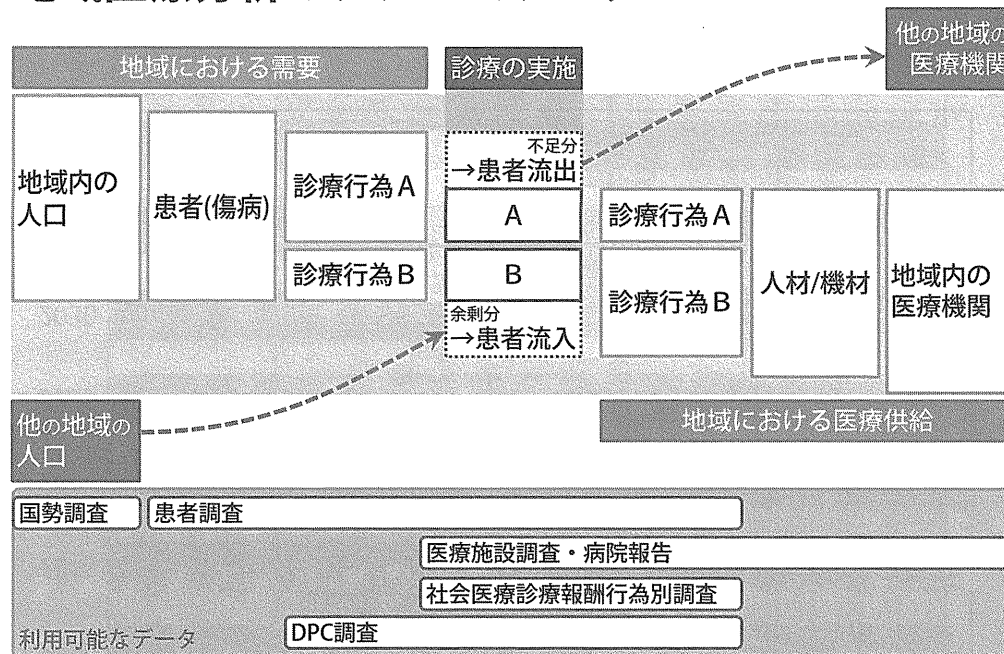 地域における需要
診療の実施
他の地域の
医療機関
地域内の
人口
患者(傷病)
診療行為A
診療行為B
不足分
→患者流出
A
B
余剰分
→患者流入
診療行為A
診療行為B
人材/機材
地域内の
医療機関
他の地域の
人口
地域における医療供給
国勢調査
患者調査
医療施設調査・病院報告
社会医療診療報酬行為別調査
DPC調査
利用可能なデータ